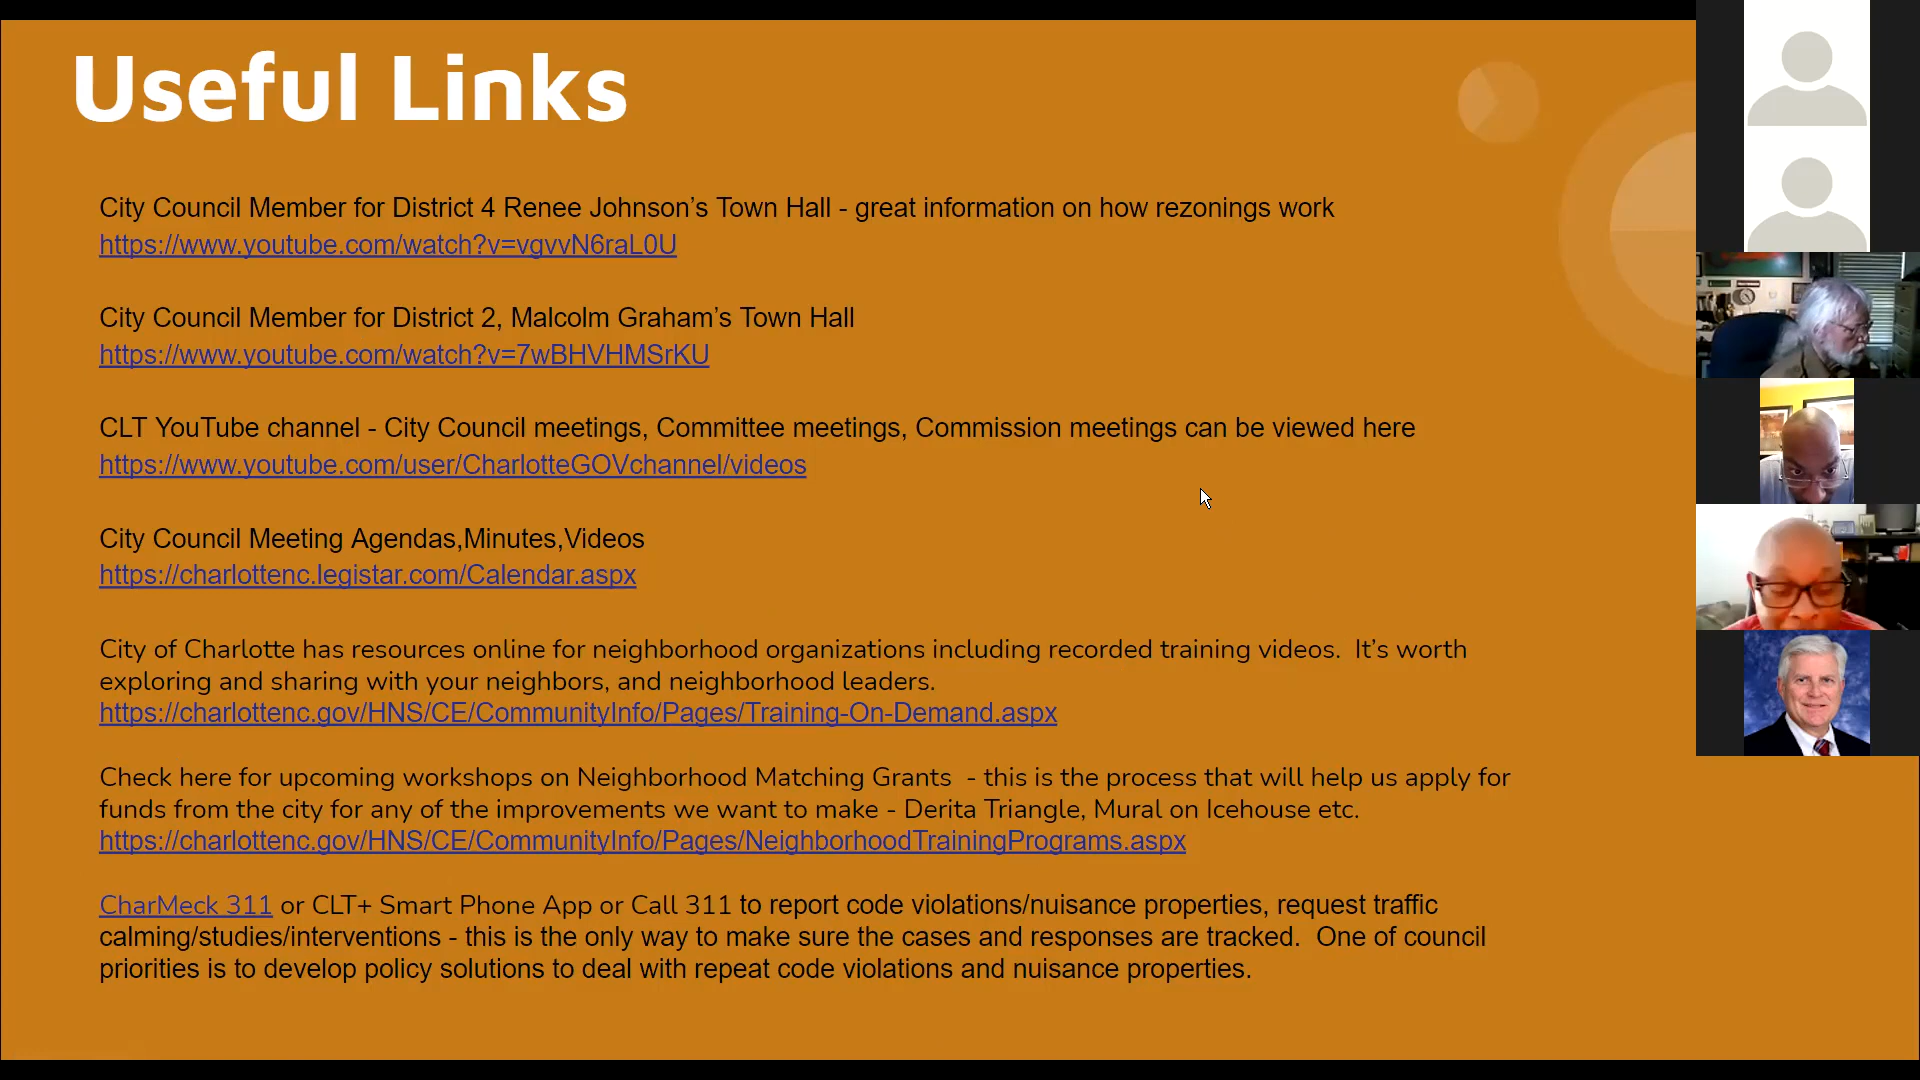 Useful Links
City Council Member for District 4 Renee Johnson’s Town Hall - great information on how rezonings work
https://www.youtube.com/watch?v=vgvvN6raL0U
City Council Member for District 2, Malcolm Graham’s Town Hall
https://www.youtube.com/watch?v=7wBHVHMSrKU
CLT YouTube channel - City Council meetings, Committee meetings, Commission meetings can be viewed here
https://www.youtube.com/user/CharlotteGOVchannel/videos
City Council Meeting Agendas,Minutes,Videos
https://charlottenc.legistar.com/Calendar.aspx
City of Charlotte has resources online for neighborhood organizations including recorded training videos.  It’s worth
exploring and sharing with your neighbors, and neighborhood leaders.
https://charlottenc.gov/HNS/CE/CommunityInfo/Pages/Training-On-Demand.aspx
Check here for upcoming workshops on Neighborhood Matching Grants  - this is the process that will help us apply for
funds from the city for any of the improvements we want to make - Derita Triangle, Mural on Icehouse etc.
https://charlottenc.gov/HNS/CE/CommunityInfo/Pages/NeighborhoodTrainingPrograms.aspx
CharMeck 311 or CLT+ Smart Phone App or Call 311 to report code violations/nuisance properties, request traffic
calming/studies/interventions - this is the only way to make sure the cases and responses are tracked.  One of council
priorities is to develop policy solutions to deal with repeat code violations and nuisance properties.